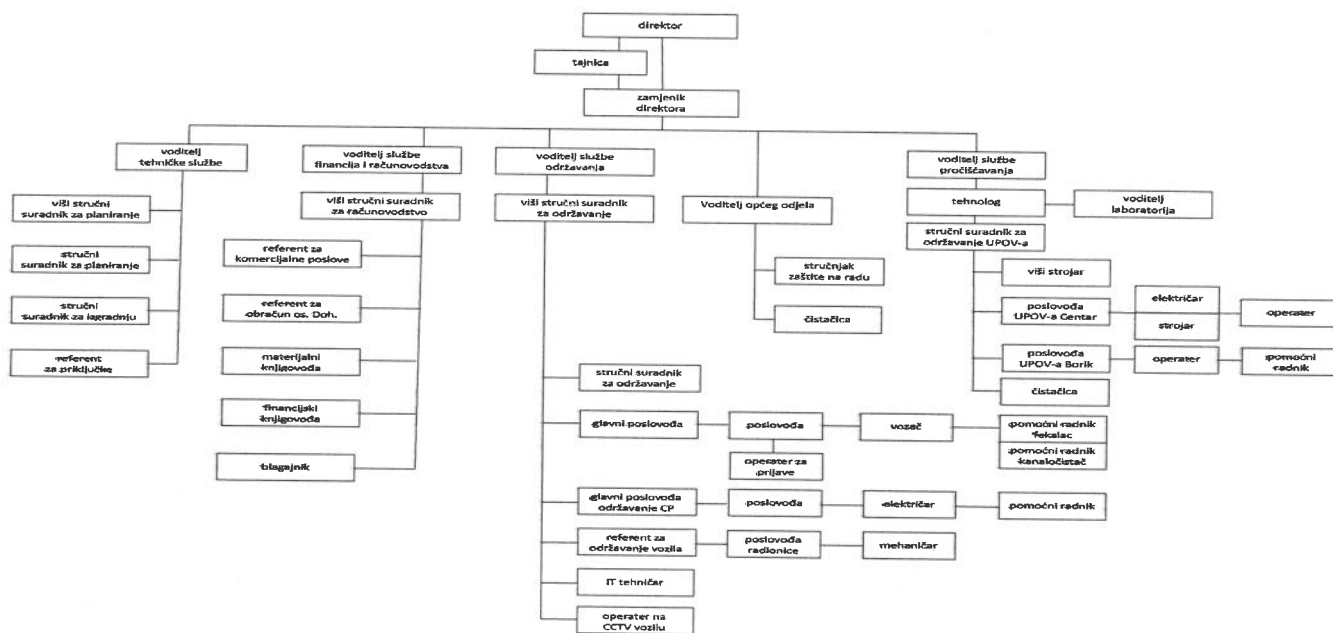 direktor
tajnica
zamjenik
direktora
voditelj
tehničke službe
voditelj službe
financija i računovodstva
voditelj službe
održavanja
voditelj službe
pročišćavanja
viši stručni
suradnik za planiranje
viši stručni suradnik
za računovodstvo
viši stručni suradnik
za održavanje
Voditelj općeg odjela
tehnolog
voditelj
laboratorija
stručni suradnik za
održavanje UPOV-a
stručni
suradnik za planiranje
referent za
komercijalne poslove
stručnjak
zaštite na radu
viši strojar
stručni
suradnik za izgradnju
referent za
obračun os. Doh.
čistačica
poslovođa
UPOV-a Centar
električar
strojar
operater
referent
za priključke
materijalni
knjigovođa
poslovođa
UPOV-a Borik
operater
pomoćni
radnik
stručni suradnik
za održavanje
čistačica
financijski
knjigovođa
glavni poslovođa
poslovođa
vozač
pomoćni radnik
fekalac
pomoćni radnik
kanaločistač
operater za
prijave
blagajnik
glavni poslovođa
održavanje CP
poslovođa
električar
pomoćni radnik
referent za
održavanje vozila
poslovođa
radionice
mehaničar
IT tehničar
operater na
CCTV vozilu